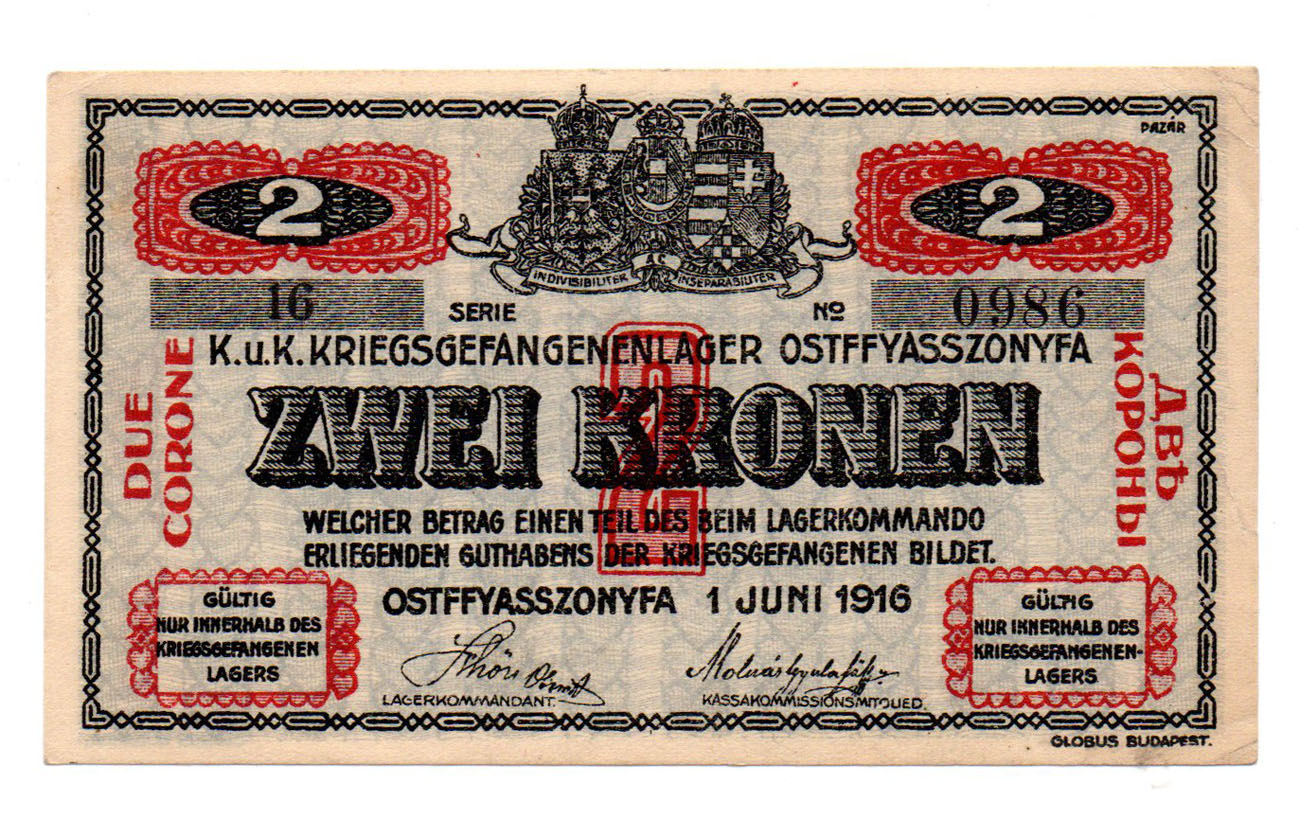 PAZÁR
2
2
INDIVISIBILITER AC INSEPARABILITER
16 SERIE
No 0986
K.u.K. KRIEGSGEFANGENENLAGER OSTFFYASSZONYFA
DUE
CORONE
ДВѢ
КОРОНЫ
ZWEI KRONEN
2
WELCHER BETRAG EINEN TEIL DES BEIM LAGERKOMMANDO
ERLIEGENDEN GUTHABENS DER KRIEGSGEFANGENEN BILDET.
OSTFFYASSZONYFA 1 JUNI 1916
GÜLTIG
NUR INNERHALB DES
KRIEGSGEFANGENEN
LAGERS
LAGERKOMMANDANT.
KASSAKOMMISSIONSMITGLIED.
GÜLTIG
NUR INNERHALB DES
KRIEGSGEFANGENEN-
LAGERS
GLOBUS BUDAPEST.